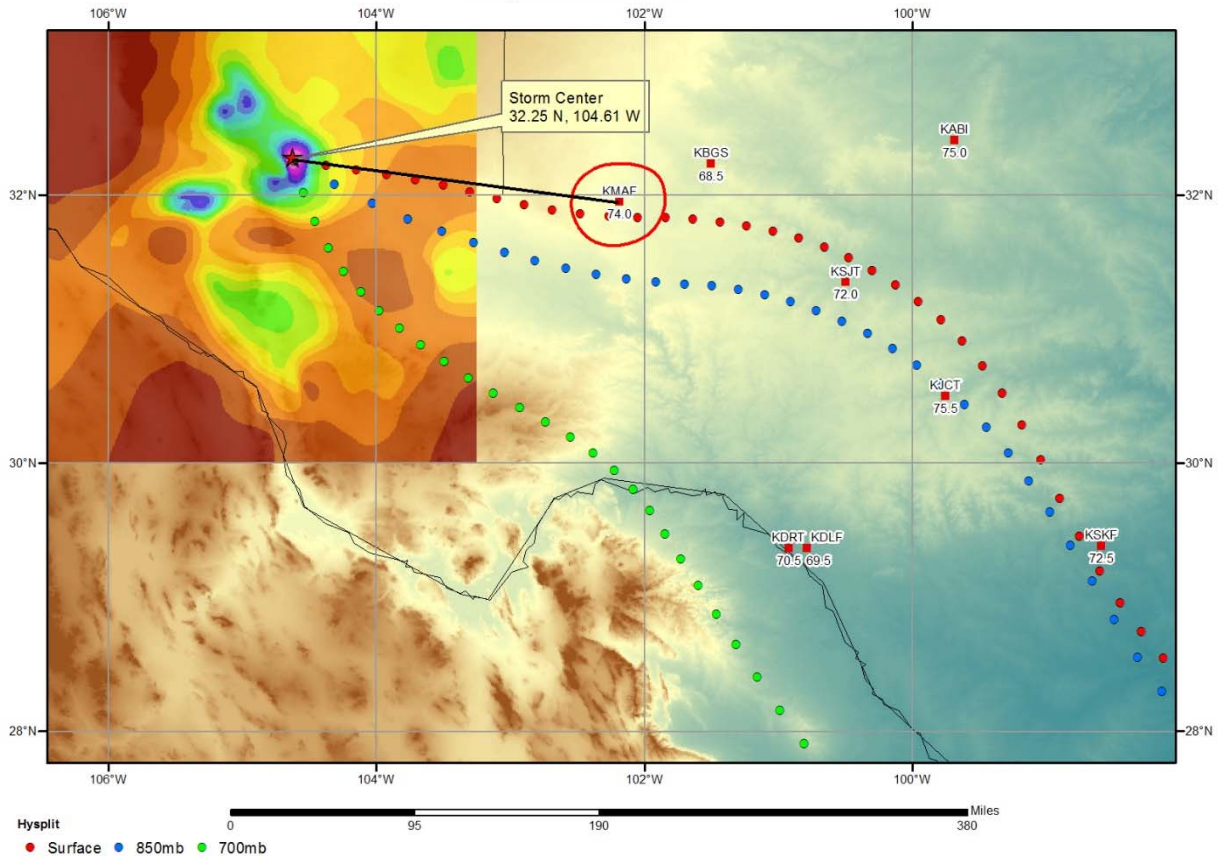 106°W 104°W 102°W 100°W
Storm Center
32.25 N, 104.61 W
KABI
75.0
KBGS
68.5
32°N 32°N
KMAF
74.0
KSJT
72.0
KJCT
75.5
30°N 30°N
KDRT KDLF
70.5 69.5
KSKF
72.5
28°N 28°N
106°W 104°W 102°W 100°W
Miles
0 95 190 380
Hysplit
Surface 850mb 700mb